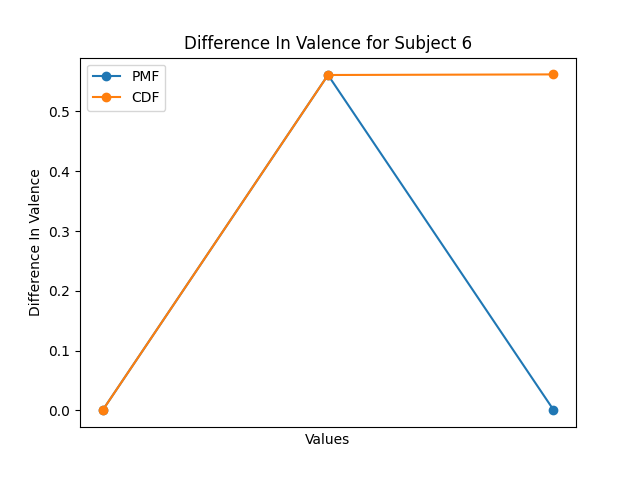 Difference In Valence for Subject 6
PMF
CDF
0.5
0.4
0.3
0.2
0.1
0.0
Difference In Valence
Values